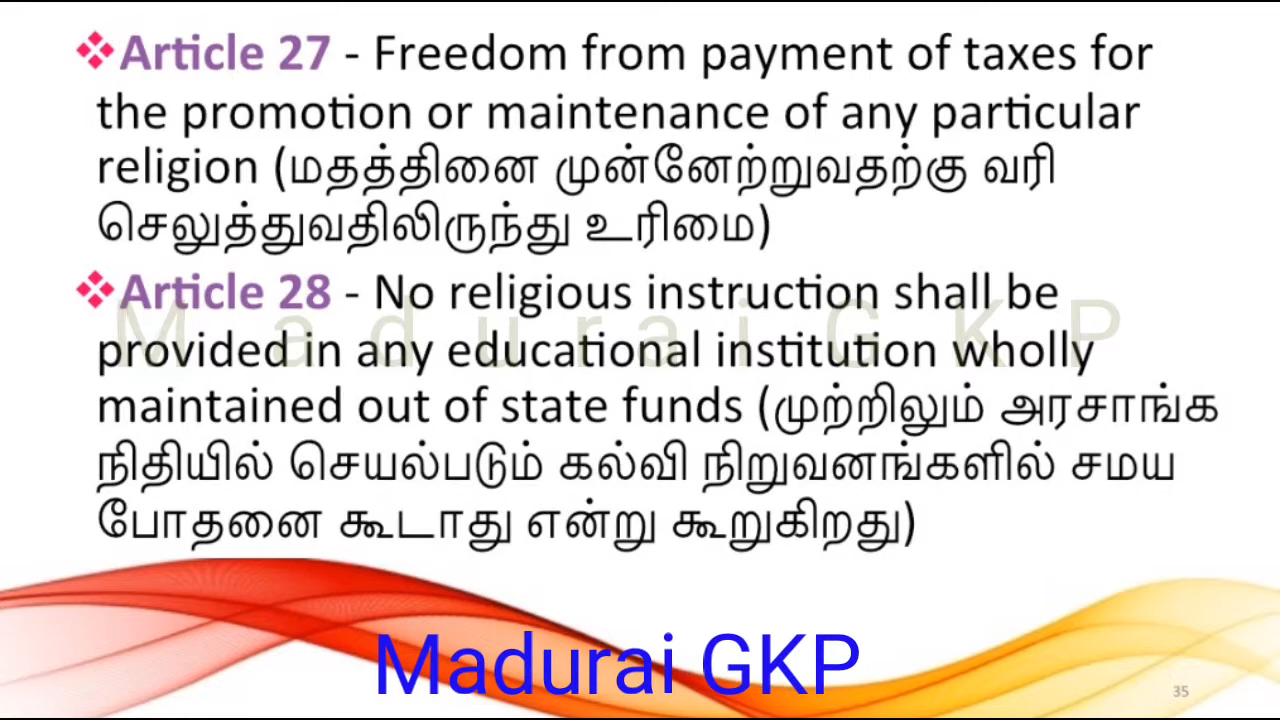 ❖Article 27 - Freedom from payment of taxes for
the promotion or maintenance of any particular
religion (மதத்தினை முன்னேற்றுவதற்கு வரி
செலுத்துவதிலிருந்து உரிமை)
❖Article 28 - No religious instruction shall be
Madurai GKP
provided in any educational institution wholly
maintained out of state funds (முற்றிலும் அரசாங்க
நிதியில் செயல்படும் கல்வி நிறுவனங்களில் சமய
போதனை கூடாது என்று கூறுகிறது)
Madurai GKP
35